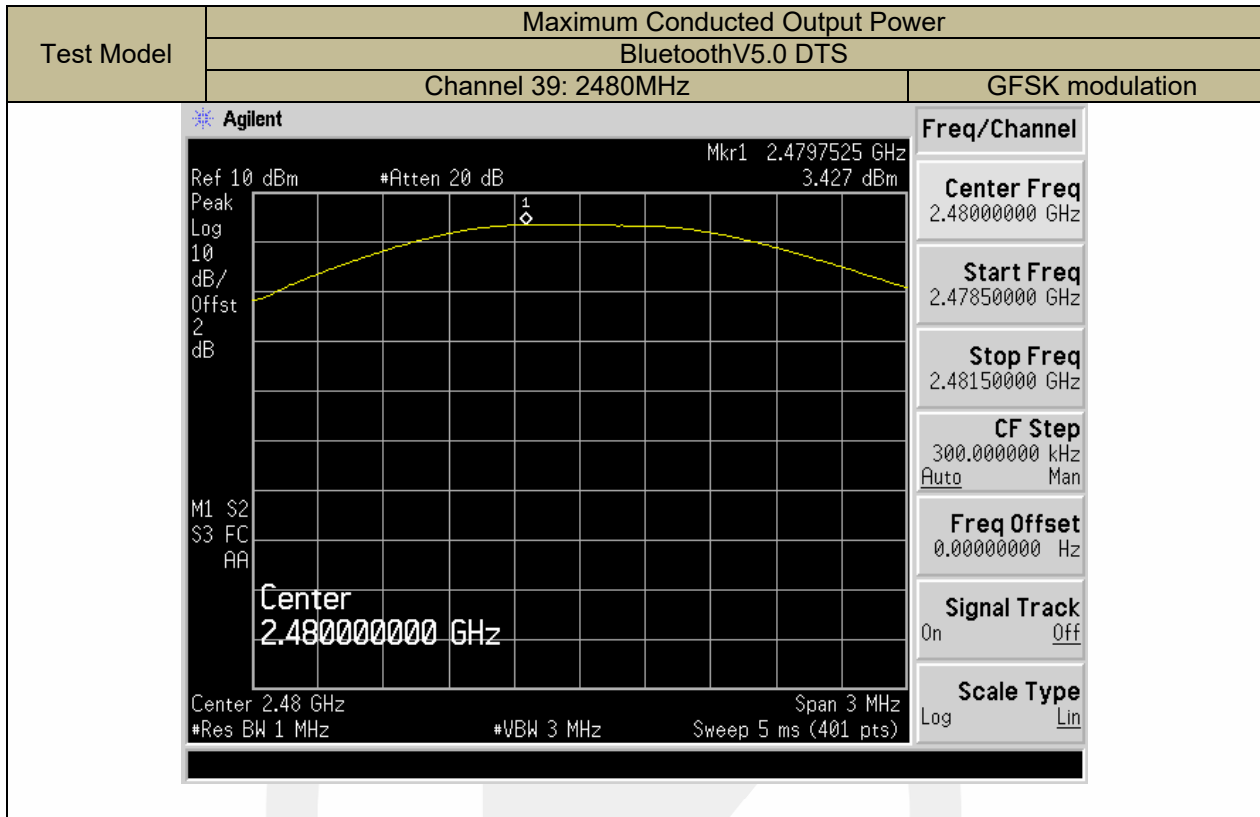 Test Model
Maximum Conducted Output Power
BluetoothV5.0 DTS
Channel 39: 2480MHz
GFSK modulation
Agilent
Mkr1 2.4797525 GHz
Ref 10 dBm #Atten 20 dB 3.427 dBm
Peak
Log
10
dB/
Offst
2
dB
1
M1 S2
S3 FC
AA
Center
2.480000000 GHz
Center 2.48 GHz Span 3 MHz
#Res BW 1 MHz #VBW 3 MHz Sweep 5 ms (401 pts)
Freq/Channel
Center Freq
2.48000000 GHz
Start Freq
2.47850000 GHz
Stop Freq
2.48150000 GHz
CF Step
300.000000 kHz
Auto Man
Freq Offset
0.00000000 Hz
Signal Track
On Off
Scale Type
Log Lin